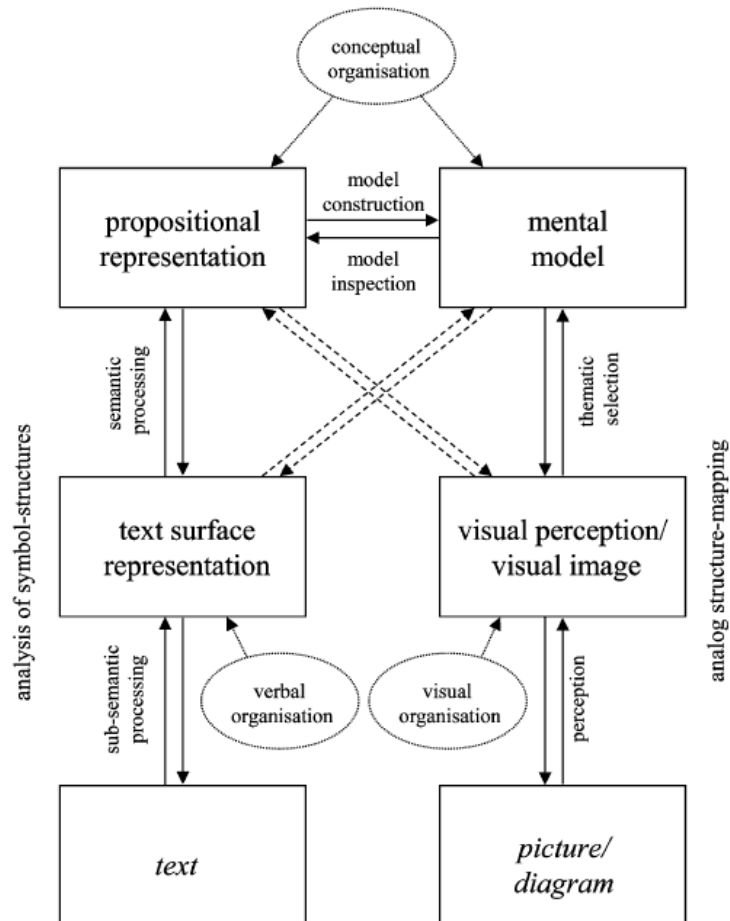 conceptual
organisation
propositional
representation
model
construction
model
inspection
mental
model
semantic
processing
thematic
selection
analysis of symbol-structures
text surface
representation
visual perception/
visual image
analog structure-mapping
sub-semantic
processing
verbal
organisation
visual
organisation
perception
text
picture/
diagram